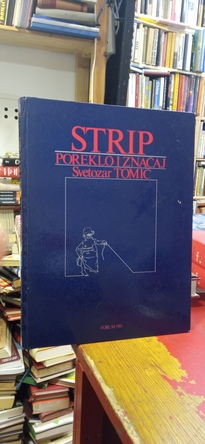 STRIP
POREKLO I ZNAČAJ
Svetozar TOMIĆ